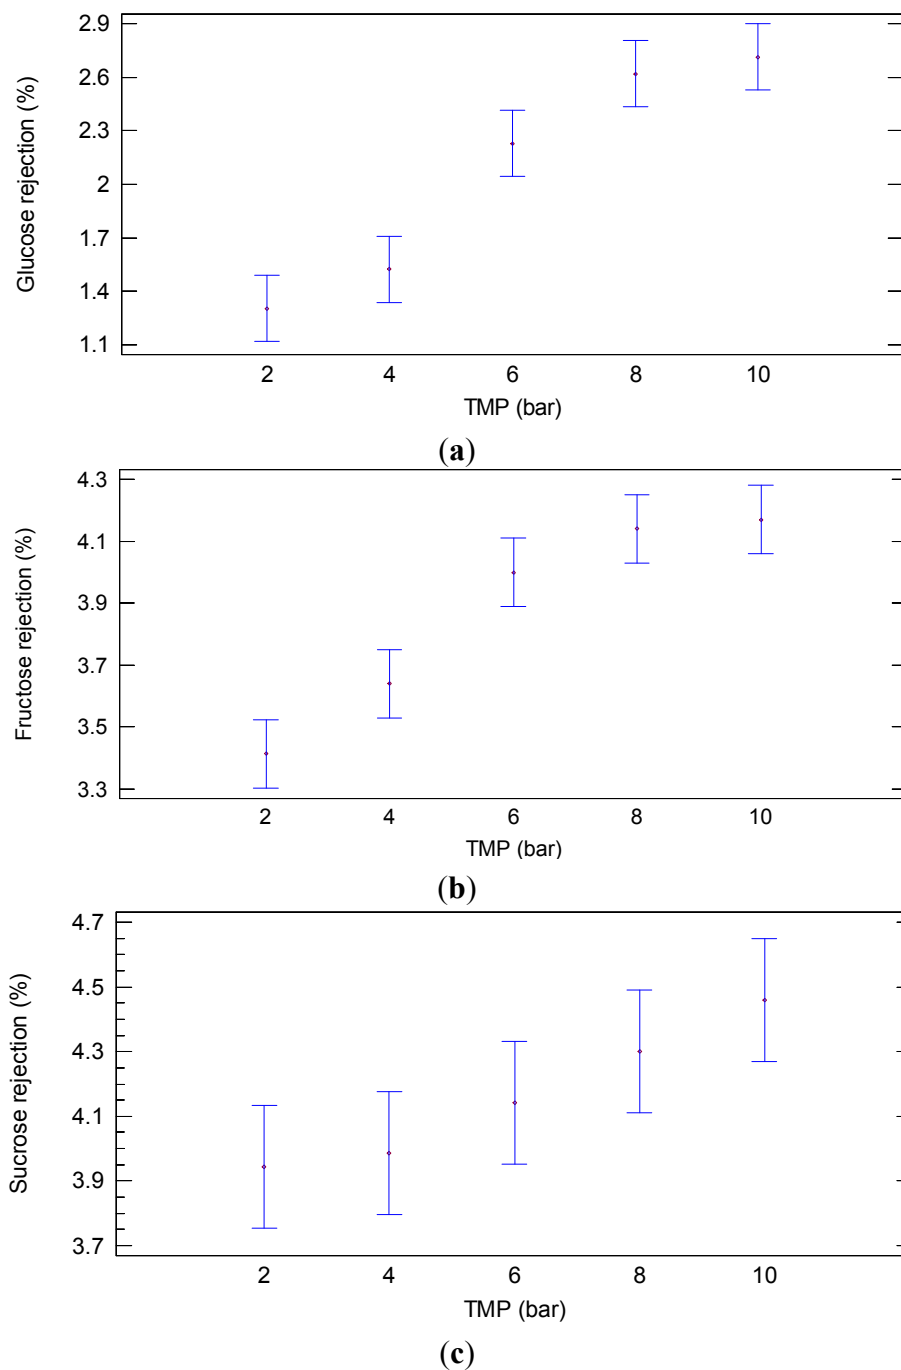 Glucose rejection (%)
2.9
2.6
2.3
2
1.7
1.4
1.1
2 4 6 8 10
TMP (bar)
(a)
Fructose rejection (%)
4.3
4.1
3.9
3.7
3.5
3.3
2 4 6 8 10
TMP (bar)
(b)
Sucrose rejection (%)
4.7
4.5
4.3
4.1
3.9
3.7
2 4 6 8 10
TMP (bar)
(c)